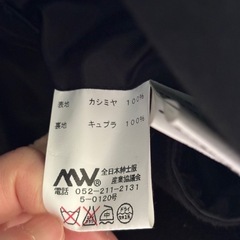 表地 カシミヤ 100%
裏地 キュプラ 100%
MW®
全日本紳士服
産業協議会
電話 052-211-2131
5-0120号